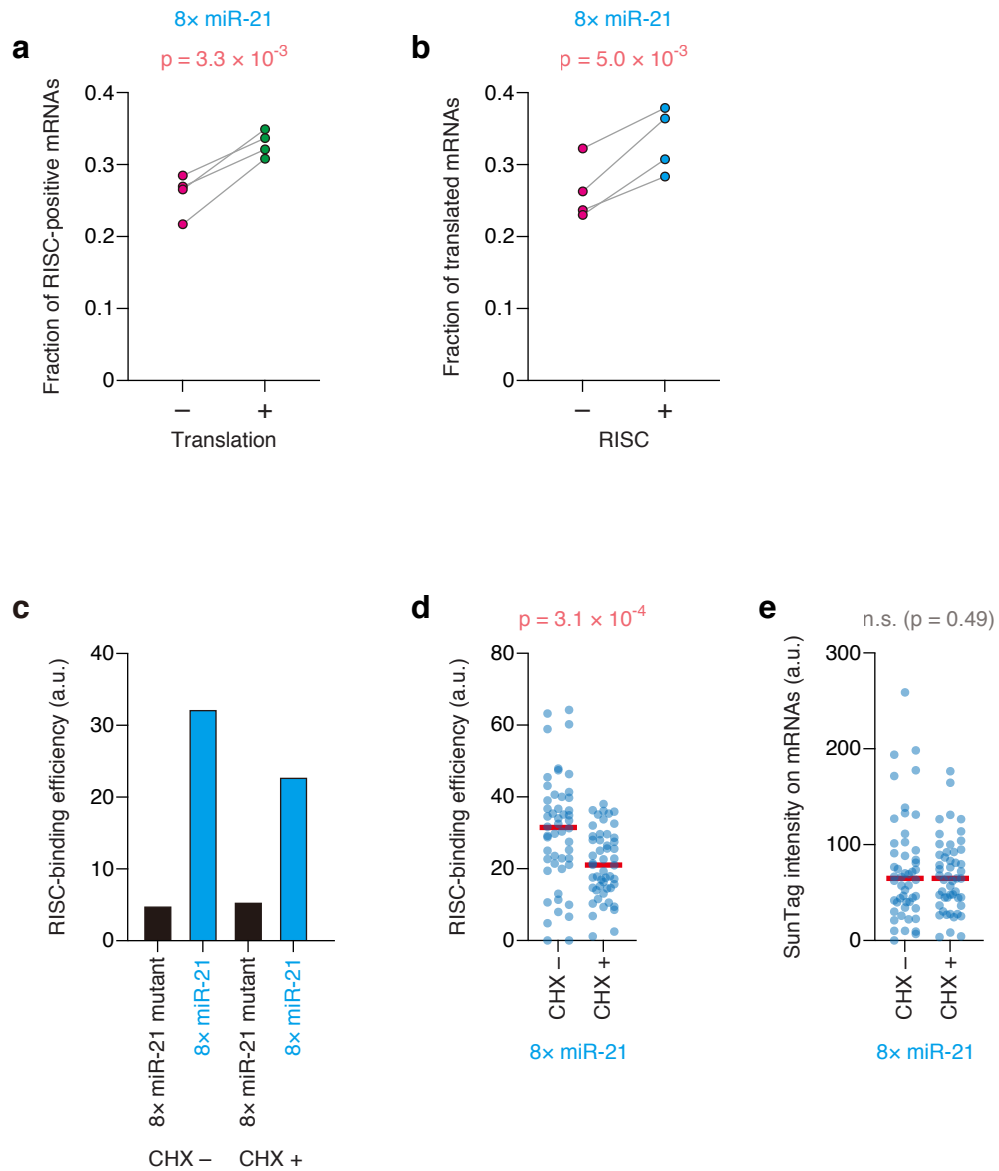 a
8× miR-21
p = 3.3 × 10⁻³
Fraction of RISC-positive mRNAs
0.4
0.3
0.2
0.1
0
− +
Translation
b
8× miR-21
p = 5.0 × 10⁻³
Fraction of translated mRNAs
0.4
0.3
0.2
0.1
0
− +
RISC
c
RISC-binding efficiency (a.u.)
40
30
20
10
0
8× miR-21 mutant
8× miR-21
8× miR-21 mutant
8× miR-21
CHX − CHX +
d
p = 3.1 × 10⁻⁴
RISC-binding efficiency (a.u.)
80
60
40
20
0
CHX −
CHX +
8× miR-21
e
n.s. (p = 0.49)
SunTag intensity on mRNAs (a.u.)
300
200
100
0
CHX −
CHX +
8× miR-21